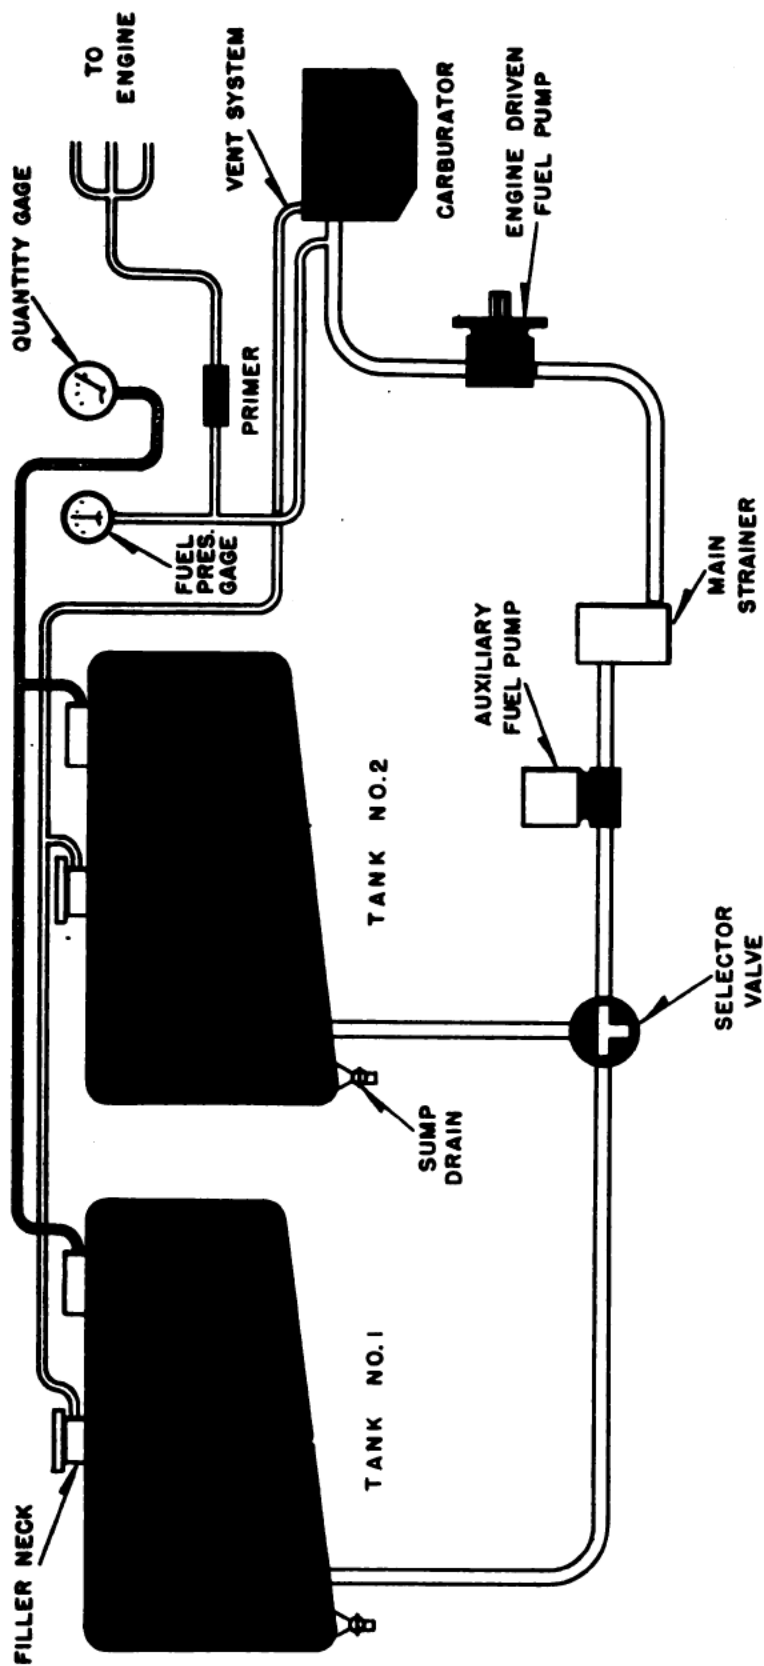 FILLER NECK
QUANTITY GAGE
TO
ENGINE
FUEL
PRES.
GAGE
PRIMER
VENT SYSTEM
TANK NO.1
TANK NO.2
CARBURATOR
SUMP
DRAIN
AUXILIARY
FUEL PUMP
ENGINE DRIVEN
FUEL PUMP
SELECTOR
VALVE
MAIN
STRAINER